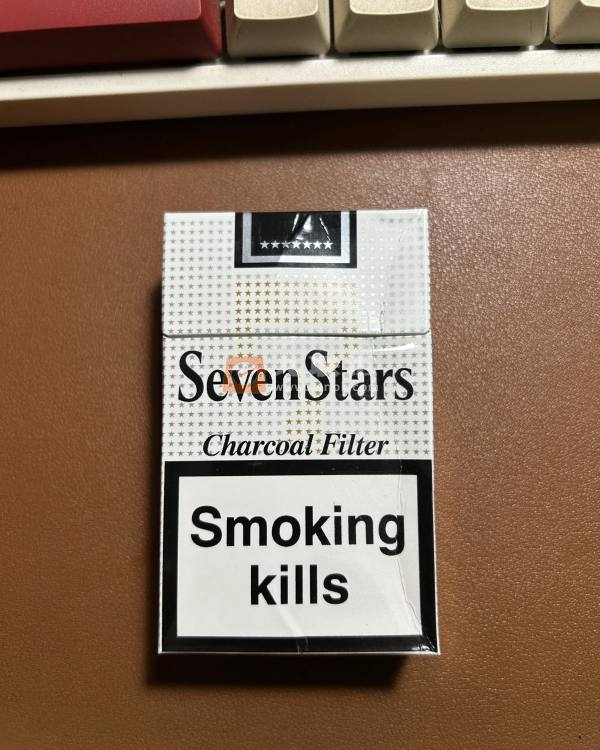 ★★★★★★★
Seven Stars
Charcoal Filter
Smoking
kills